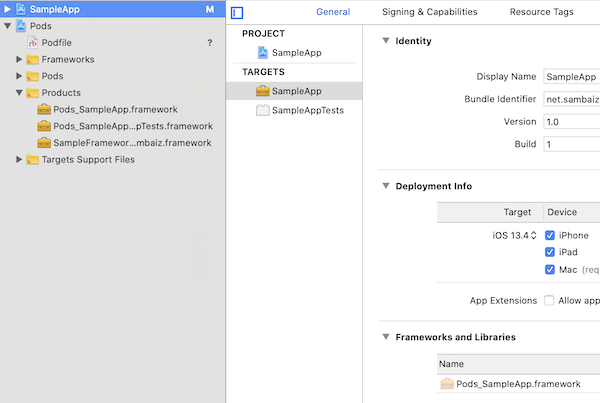 SampleApp M
Pods
Podfile ?
Frameworks
Pods
Products
Pods_SampleApp.framework
Pods_SampleApp...pTests.framework
SampleFramewor...mbaiz.framework
Targets Support Files
General Signing & Capabilities Resource Tags
PROJECT
SampleApp
TARGETS
SampleApp
SampleAppTests
Identity
Display Name SampleApp
Bundle Identifier net.sambaiz
Version 1.0
Build 1
Deployment Info
Target Device
iOS 13.4 iPhone
iPad
Mac (req
App Extensions Allow app
Frameworks and Libraries
Name
Pods_SampleApp.framework